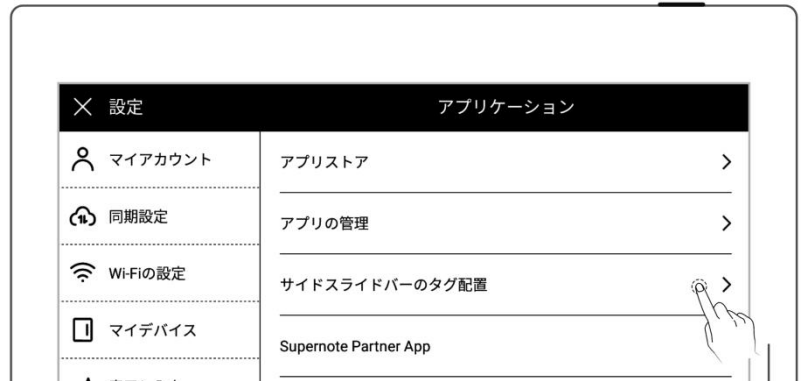 設定
アプリケーション
マイアカウント
アプリストア
同期設定
アプリの管理
Wi-Fiの設定
サイドスライドバーのタグ配置
マイデバイス
Supernote Partner App